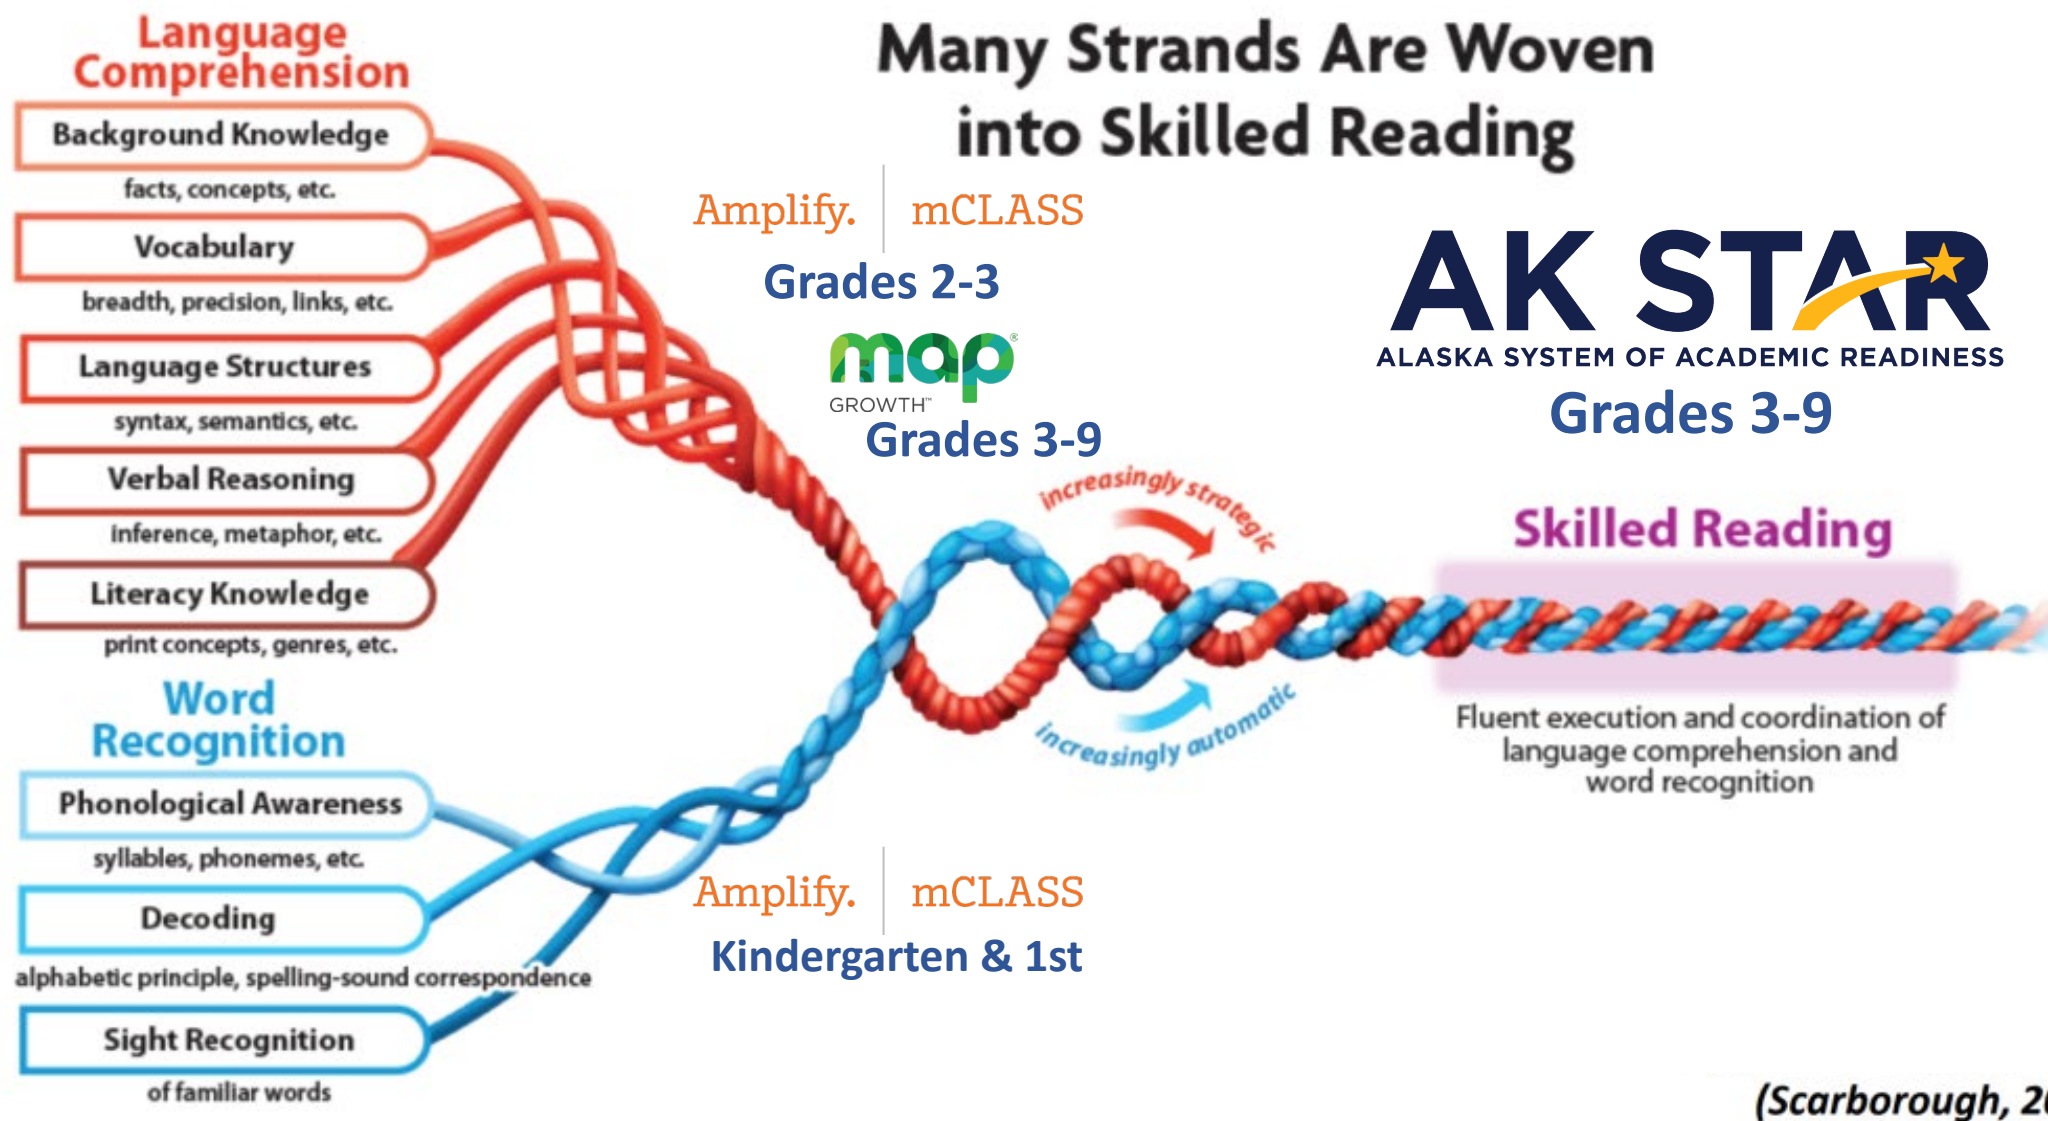 Many Strands Are Woven
into Skilled Reading
Language
Comprehension
Background Knowledge
facts, concepts, etc.
Vocabulary
breadth, precision, links, etc.
Language Structures
syntax, semantics, etc.
Verbal Reasoning
inference, metaphor, etc.
Literacy Knowledge
print concepts, genres, etc.
Word
Recognition
Phonological Awareness
syllables, phonemes, etc.
Decoding
alphabetic principle, spelling-sound correspondence
Sight Recognition
of familiar words
Amplify. mCLASS
Grades 2-3
map®
GROWTH™
Grades 3-9
increasingly strategic
increasingly automatic
Amplify. mCLASS
Kindergarten & 1st
AK STAR
ALASKA SYSTEM OF ACADEMIC READINESS
Grades 3-9
Skilled Reading
Fluent execution and coordination of
language comprehension and
word recognition
(Scarborough,